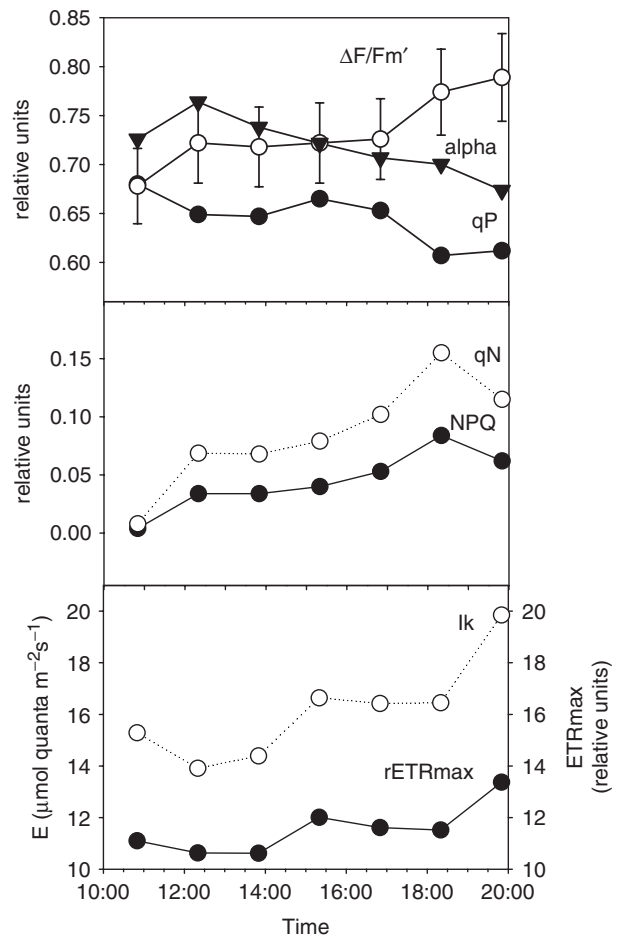 0.85
0.80
0.75
0.70
0.65
0.60
relative units
ΔF/Fm′
alpha
qP
0.15
0.10
0.05
0.00
relative units
qN
NPQ
20
18
16
14
12
10
E (μmol quanta m−2s−1)
Ik
rETRmax
20
18
16
14
12
10
ETRmax
(relative units)
10:00 12:00 14:00 16:00 18:00 20:00
Time